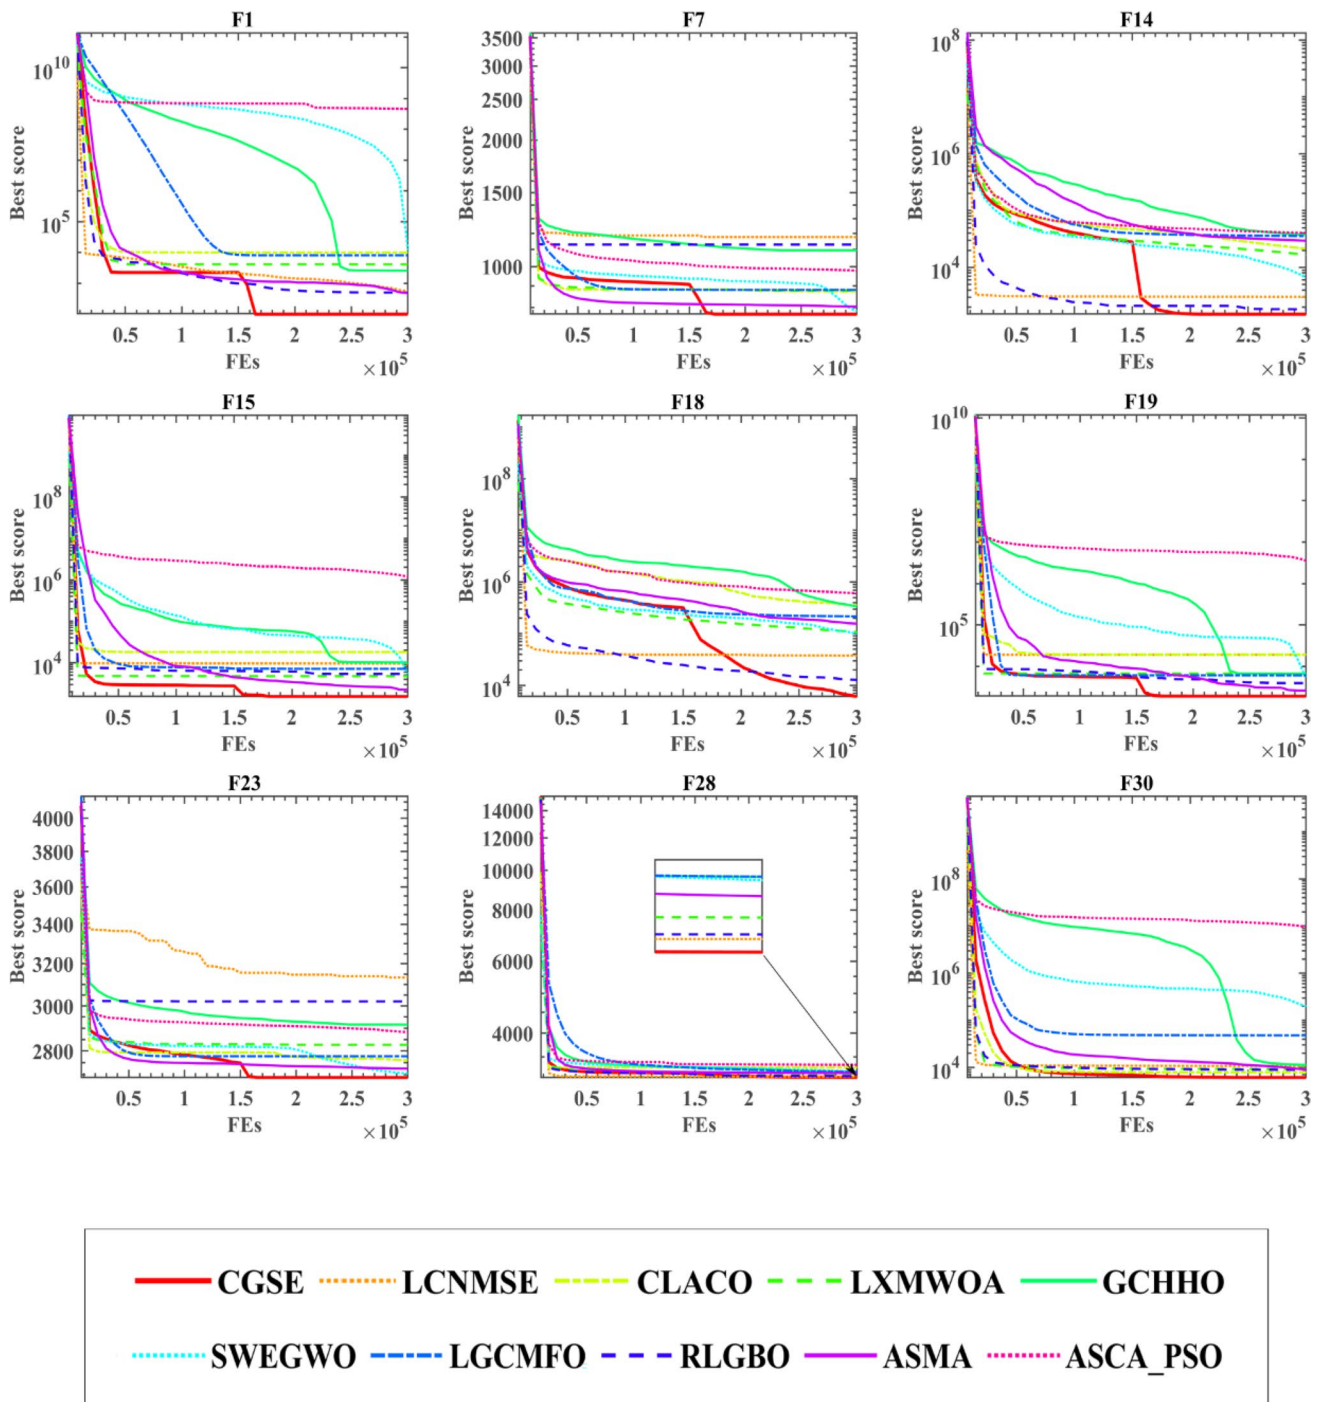 F1 F7 F14
10^10 3500 10^8
3000
2500
2000 10^6
10^5 1500
1000 10^4
Best score Best score Best score
0.5 1 1.5 2 2.5 3 0.5 1 1.5 2 2.5 3 0.5 1 1.5 2 2.5 3
FEs ×10^5 FEs ×10^5 FEs ×10^5
F15 F18 F19
10^8 10^8 10^10
10^6 10^6
10^4 10^4 10^5
Best score Best score Best score
0.5 1 1.5 2 2.5 3 0.5 1 1.5 2 2.5 3 0.5 1 1.5 2 2.5 3
FEs ×10^5 FEs ×10^5 FEs ×10^5
F23 F28 F30
4000 14000
3800 12000
3600 10000 10^8
3400 8000
3200 6000 10^6
3000
2800 4000 10^4
Best score Best score Best score
0.5 1 1.5 2 2.5 3 0.5 1 1.5 2 2.5 3 0.5 1 1.5 2 2.5 3
FEs ×10^5 FEs ×10^5 FEs ×10^5
CGSE LCNMSE CLACO LXMWOA GCHHO
SWEGWO LGCMFO RLGBO ASMA ASCA_PSO